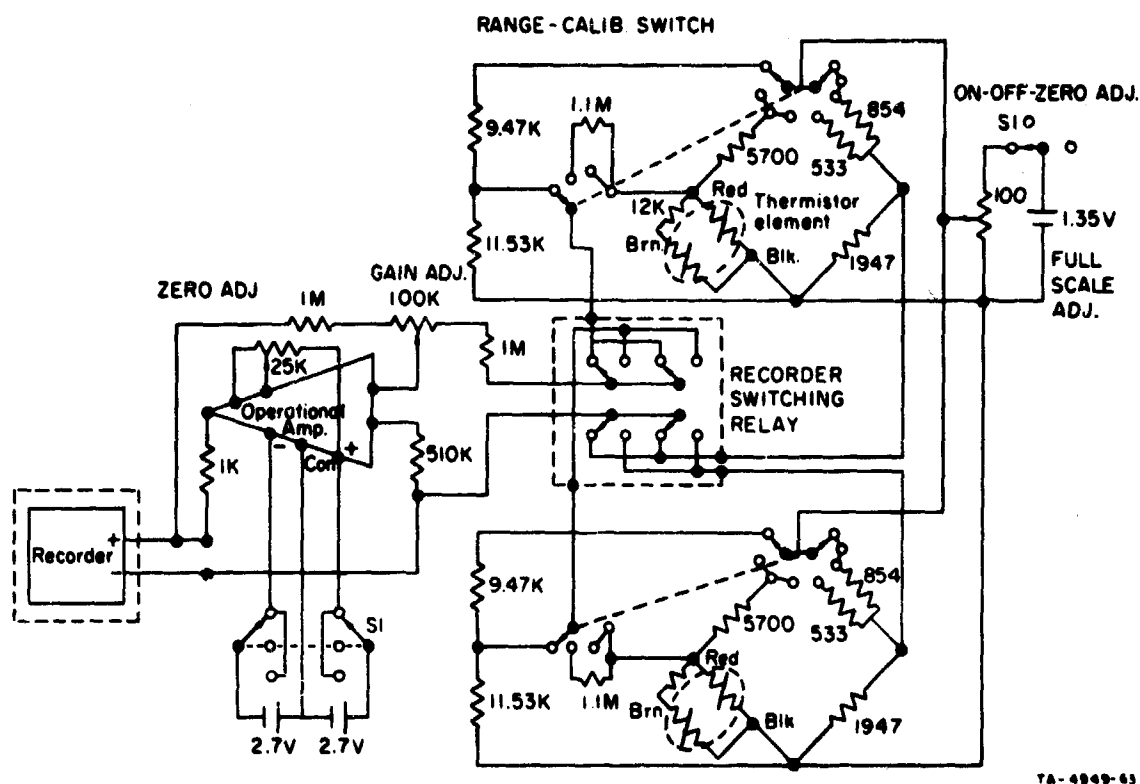 RANGE-CALIB. SWITCH
ON-OFF-ZERO ADJ.
S10
9.47K
1.1M
5700
854
533
100
1.35V
12K
Red
Thermistor
element
Brn.
Blk.
11.53K
1947
FULL
SCALE
ADJ.
ZERO ADJ
1M
GAIN ADJ.
100K
1M
25K
Operational
Amp.
-
Com
+
1K
510K
RECORDER
SWITCHING
RELAY
Recorder
+
-
S1
2.7V
2.7V
9.47K
1.1M
5700
854
533
Red
Brn
Blk
11.53K
1947
TA-4949-63